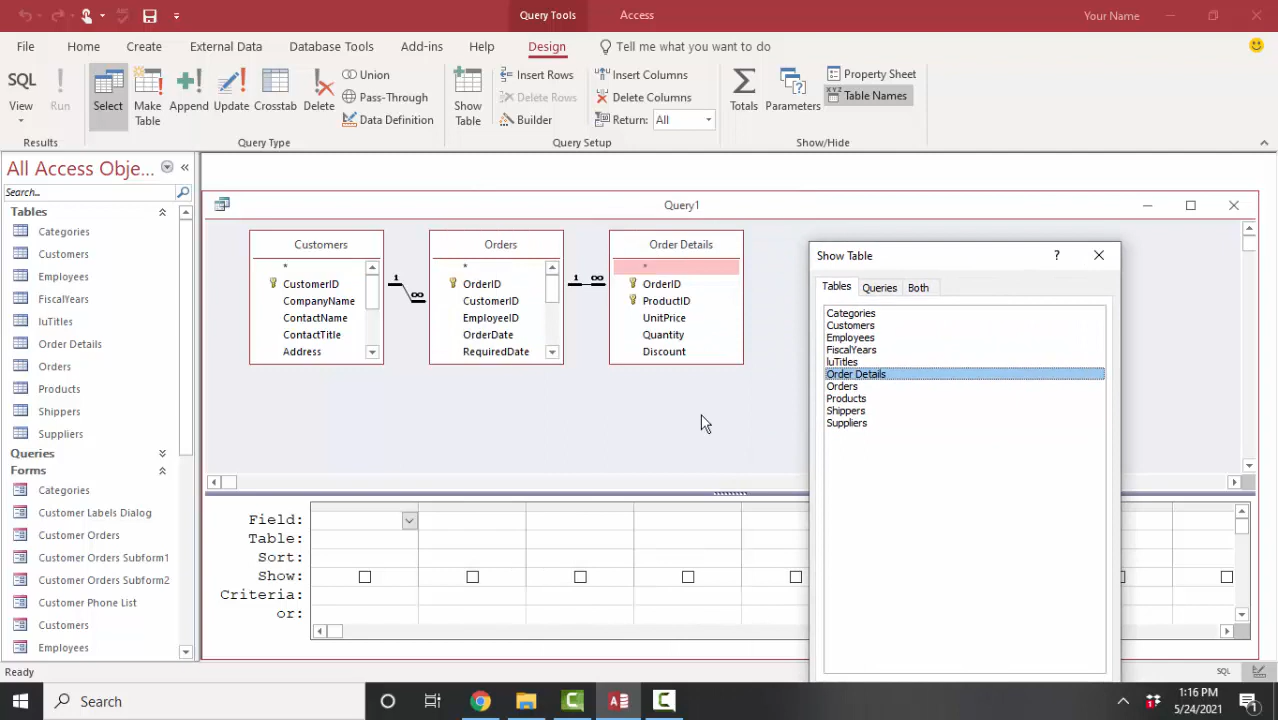 Query Tools
Access
Your Name
File Home Create External Data Database Tools Add-ins Help Design Tell me what you want to do
SQL
View
Run
Select
Make
Table
Append
Update
Crosstab
Delete
Union
Pass-Through
Data Definition
Show
Table
Insert Rows
Delete Rows
Builder
Insert Columns
Delete Columns
Return: All
Totals
Parameters
Property Sheet
XYZ
Table Names
Results
Query Type
Query Setup
Show/Hide
All Access Obje...
Search...
Tables
Categories
Customers
Employees
FiscalYears
luTitles
Order Details
Orders
Products
Shippers
Suppliers
Queries
Forms
Categories
Customer Labels Dialog
Customer Orders
Customer Orders Subform1
Customer Orders Subform2
Customer Phone List
Customers
Employees
Query1
Customers
*
CustomerID
CompanyName
ContactName
ContactTitle
Address
1
∞
Orders
*
OrderID
CustomerID
EmployeeID
OrderDate
RequiredDate
1 ∞
Order Details
*
OrderID
ProductID
UnitPrice
Quantity
Discount
Show Table
?
Tables Queries Both
Categories
Customers
Employees
FiscalYears
luTitles
Order Details
Orders
Products
Shippers
Suppliers
Field:
Table:
Sort:
Show:
Criteria:
or:
Ready
SQL
Search
1:16 PM
5/24/2021
1